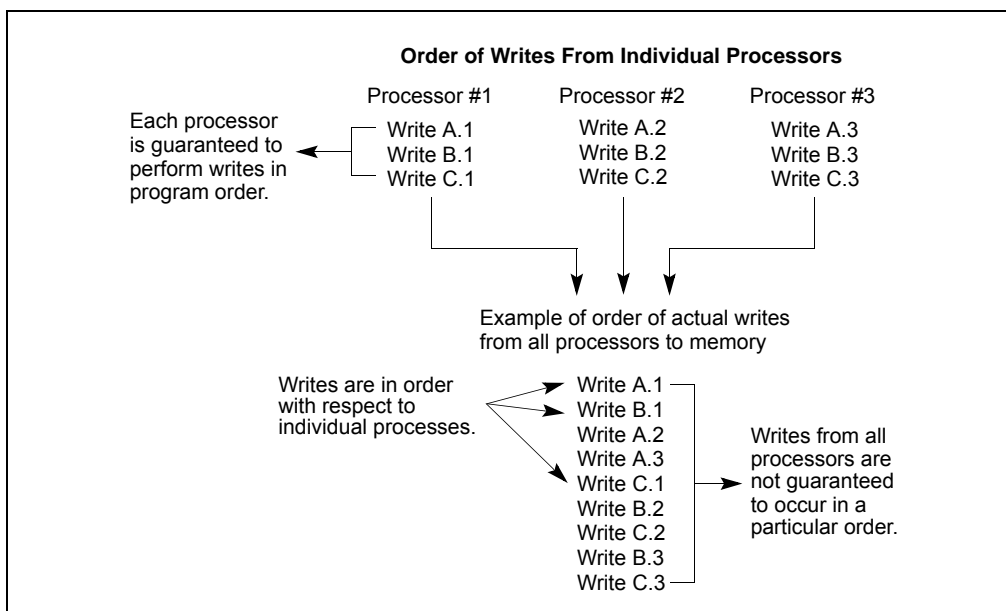 Order of Writes From Individual Processors
Processor #1
Processor #2
Processor #3
Each processor
is guaranteed to
perform writes in
program order.
Write A.1
Write B.1
Write C.1
Write A.2
Write B.2
Write C.2
Write A.3
Write B.3
Write C.3
Example of order of actual writes
from all processors to memory
Writes are in order
with respect to
individual processes.
Write A.1
Write B.1
Write A.2
Write A.3
Write C.1
Write B.2
Write C.2
Write B.3
Write C.3
Writes from all
processors are
not guaranteed
to occur in a
particular order.